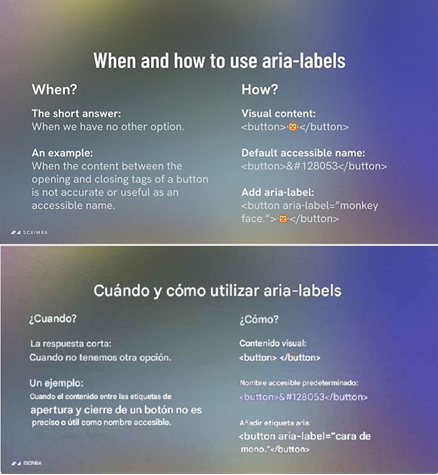 When and how to use aria-labels
When?
The short answer:
When we have no other option.
An example:
When the content between the
opening and closing tags of a button
is not accurate or useful as an
accessible name.
How?
Visual content:
<button>🐵</button>
Default accessible name:
<button>&#128053</button>
Add aria-label:
<button aria-label="monkey
face.">🐵</button>
SCRIMBA
Cuándo y cómo utilizar aria-labels
¿Cuando?
La respuesta corta:
Cuando no tenemos otra opción.
Un ejemplo:
Cuando el contenido entre las etiquetas de
apertura y cierre de un botón no es
preciso o útil como nombre accesible.
¿Cómo?
Contenido visual:
<button> </button>
Nombre accesible predeterminado:
<button>&#128053</button>
Añadir etiqueta aria:
<button aria-label="cara de
mono."</button>
SCRIMBA